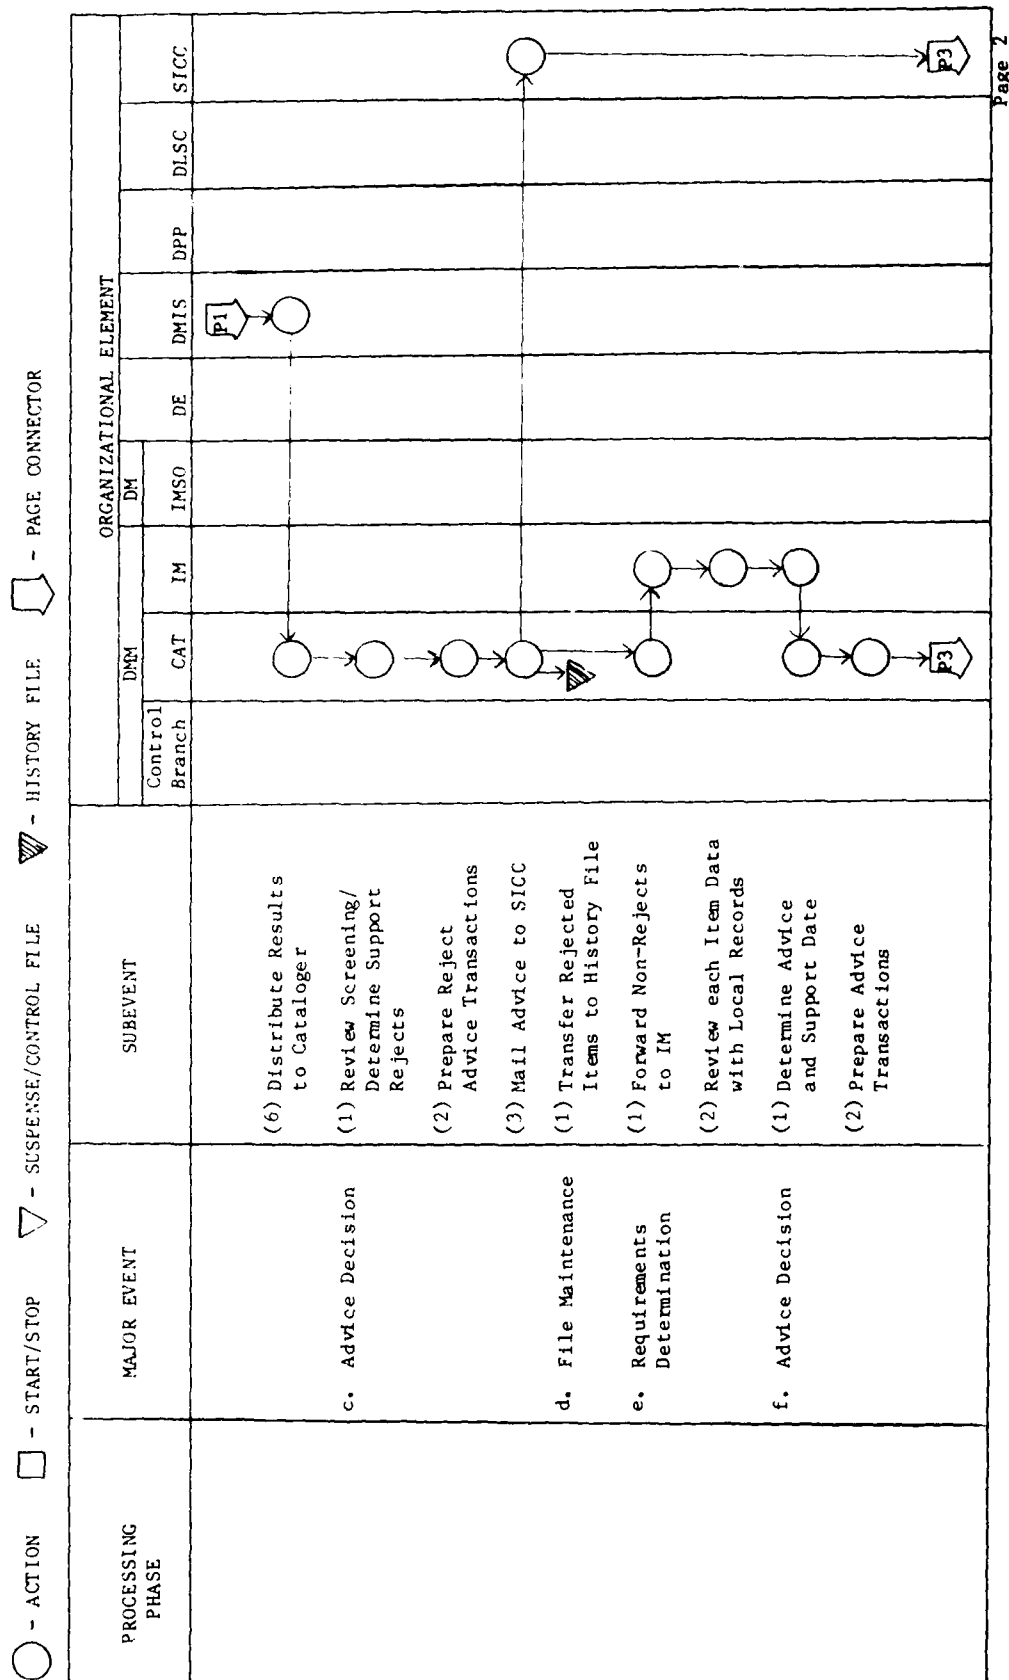 ○ - ACTION □ - START/STOP ▽ - SUSPENSE/CONTROL FILE ▼ - HISTORY FILE - PAGE CONNECTOR
ORGANIZATIONAL ELEMENT
PROCESSING
PHASE
MAJOR EVENT
SUBEVENT
DMM
DM
Control
Branch
CAT
IM
IMSO
DE
DMIS
DPP
DLSC
SICC
P1
(6) Distribute Results
to Cataloger
c. Advice Decision
(1) Review Screening/
Determine Support
Rejects
(2) Prepare Reject
Advice Transactions
(3) Mail Advice to SICC
d. File Maintenance
(1) Transfer Rejected
Items to History File
e. Requirements
Determination
(1) Forward Non-Rejects
to IM
(2) Review each Item Data
with Local Records
f. Advice Decision
(1) Determine Advice
and Support Date
(2) Prepare Advice
Transactions
P3
P3
Page 2